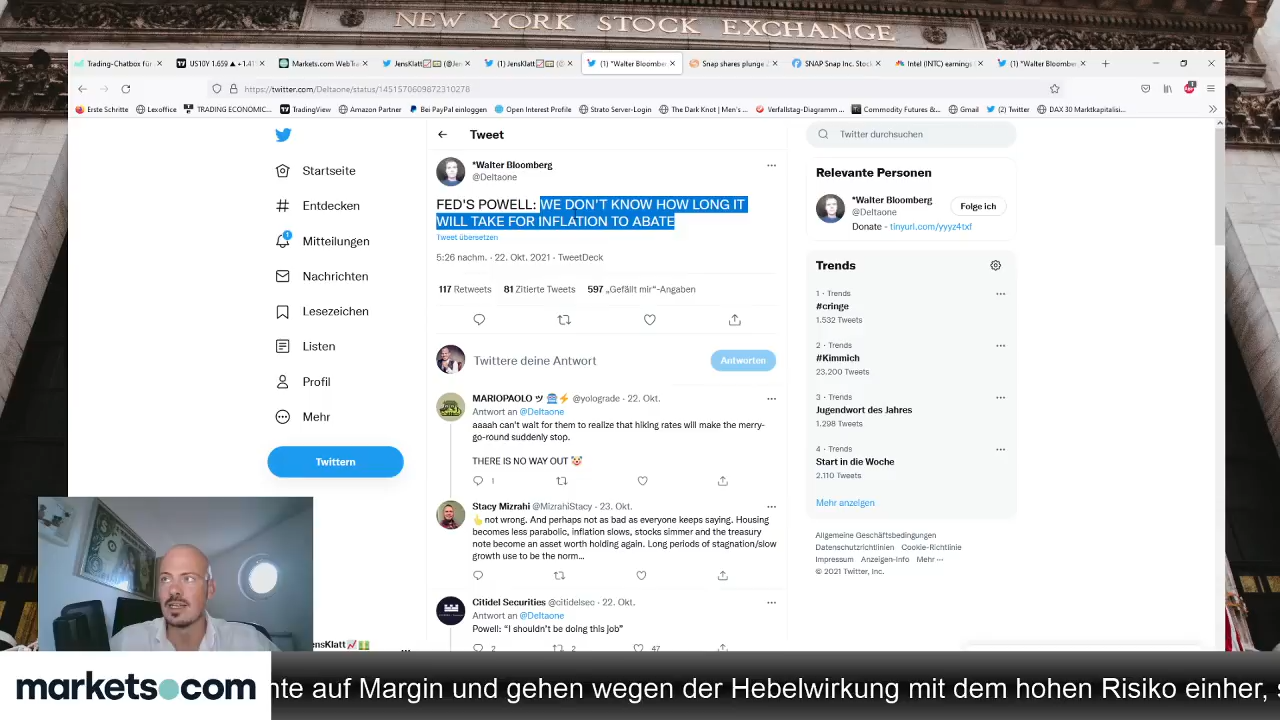 NEW YORK STOCK EXCHANGE
Trading-Chatbox für
US10Y 1.659 ▲ +1.41
Markets.com WebTra
JensKlatt (@Jen
(1) JensKlatt (
(1) *Walter Bloombe
Snap shares plunge
SNAP Snap Inc. Stoc
Intel (INTC) earnings
(1) *Walter Bloombe
https://twitter.com/Deltaone/status/1451570609872310278
Erste Schritte
Lexoffice
TRADING ECONOMIC...
TradingView
Amazon Partner
Bei PayPal einloggen
Open Interest Profile
Strato Server-Login
The Dark Knot | Men's ...
Verfallstag-Diagramm ...
Commodity Futures &...
Gmail
(2) Twitter
DAX 30 Marktkapitalisi...
Startseite
Entdecken
1
Mitteilungen
Nachrichten
Lesezeichen
Listen
Profil
Mehr
Twittern
JensKlatt
Tweet
*Walter Bloomberg
@Deltaone
FED'S POWELL: WE DON'T KNOW HOW LONG IT
WILL TAKE FOR INFLATION TO ABATE
Tweet übersetzen
5:26 nachm. · 22. Okt. 2021 · TweetDeck
117 Retweets 81 Zitierte Tweets 597 „Gefällt mir“-Angaben
Twittere deine Antwort
Antworten
MARIOPAOLO ツ @yolograde · 22. Okt.
Antwort an @Deltaone
aaaah can't wait for them to realize that hiking rates will make the merry-
go-round suddenly stop.
THERE IS NO WAY OUT 🤡
1
Stacy Mizrahi @MizrahiStacy · 23. Okt.
👆not wrong. And perhaps not as bad as everyone keeps saying. Housing
becomes less parabolic, inflation slows, stocks simmer and the treasury
note become an asset worth holding again. Long periods of stagnation/slow
growth use to be the norm...
Citidel Securities @citidelsec · 22. Okt.
Antwort an @Deltaone
Powell: “I shouldn't be doing this job”
2 2 47
Twitter durchsuchen
Relevante Personen
*Walter Bloomberg
@Deltaone
Folge ich
Donate - tinyurl.com/yyyz4txf
Trends
1 · Trends
#cringe
1.532 Tweets
2 · Trends
#Kimmich
23.200 Tweets
3 · Trends
Jugendwort des Jahres
1.298 Tweets
4 · Trends
Start in die Woche
2.110 Tweets
Mehr anzeigen
Allgemeine Geschäftsbedingungen
Datenschutzrichtlinien Cookie-Richtlinie
Impressum Anzeigen-Info Mehr ···
© 2021 Twitter, Inc.
markets.com
nte auf Margin und gehen wegen der Hebelwirkung mit dem hohen Risiko einher, s